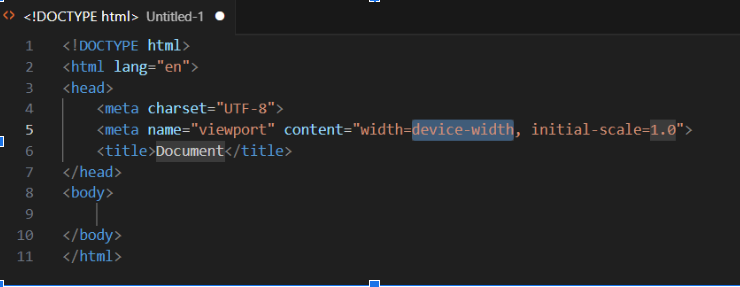 <!DOCTYPE html> Untitled-1
1 <!DOCTYPE html>
2 <html lang="en">
3 <head>
4     <meta charset="UTF-8">
5     <meta name="viewport" content="width=device-width, initial-scale=1.0">
6     <title>Document</title>
7 </head>
8 <body>
9
10 </body>
11 </html>